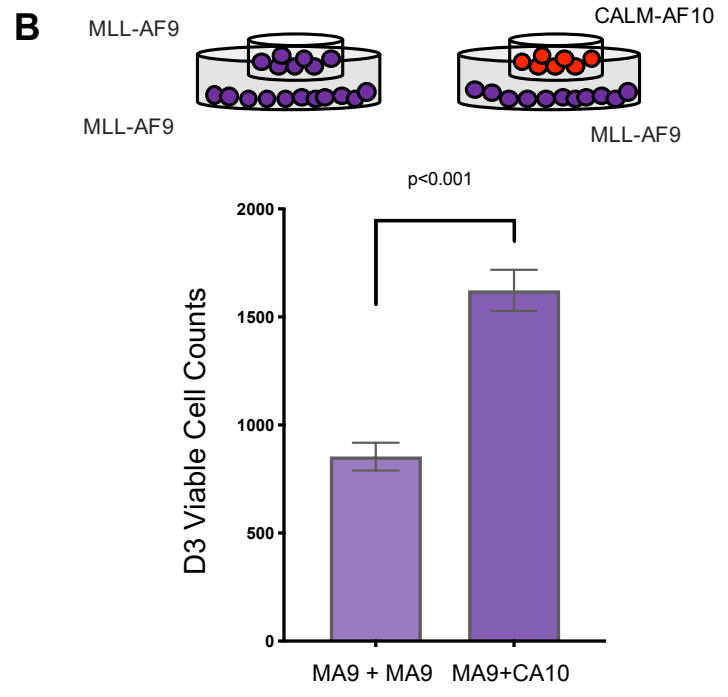 B
MLL-AF9
CALM-AF10
MLL-AF9
MLL-AF9
p<0.001
2000
1500
1000
500
0
D3 Viable Cell Counts
MA9 + MA9
MA9+CA10